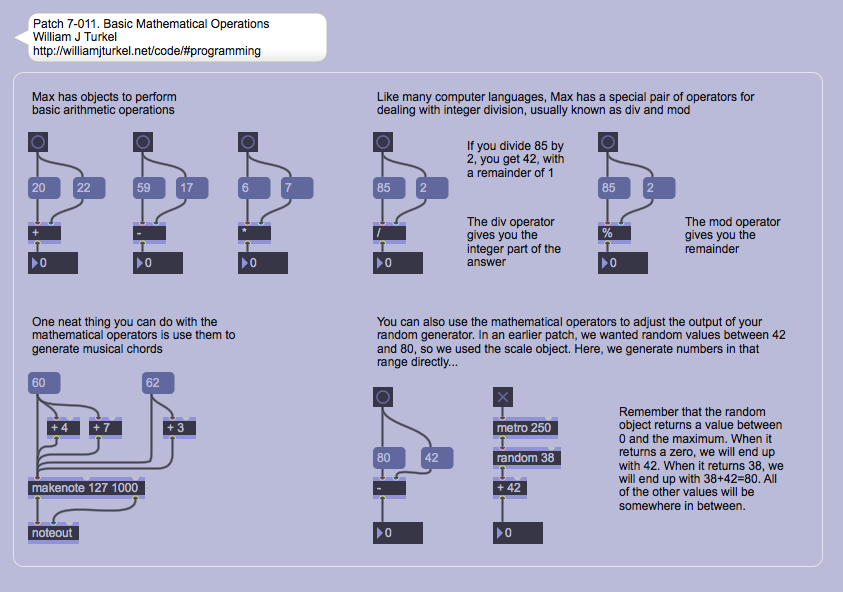 Patch 7-011. Basic Mathematical Operations
William J Turkel
http://williamjturkel.net/code/#programming
Max has objects to perform
basic arithmetic operations
20
22
+
0
59
17
-
0
6
7
*
0
Like many computer languages, Max has a special pair of operators for
dealing with integer division, usually known as div and mod
85
2
/
0
If you divide 85 by
2, you get 42, with
a remainder of 1
The div operator
gives you the
integer part of the
answer
85
2
%
0
The mod operator
gives you the
remainder
One neat thing you can do with the
mathematical operators is use them to
generate musical chords
60
62
+ 4
+ 7
+ 3
makenote 127 1000
noteout
You can also use the mathematical operators to adjust the output of your
random generator. In an earlier patch, we wanted random values between 42
and 80, so we used the scale object. Here, we generate numbers in that
range directly...
80
42
-
0
metro 250
random 38
+ 42
0
Remember that the random
object returns a value between
0 and the maximum. When it
returns a zero, we will end up
with 42. When it returns 38, we
will end up with 38+42=80. All
of the other values will be
somewhere in between.